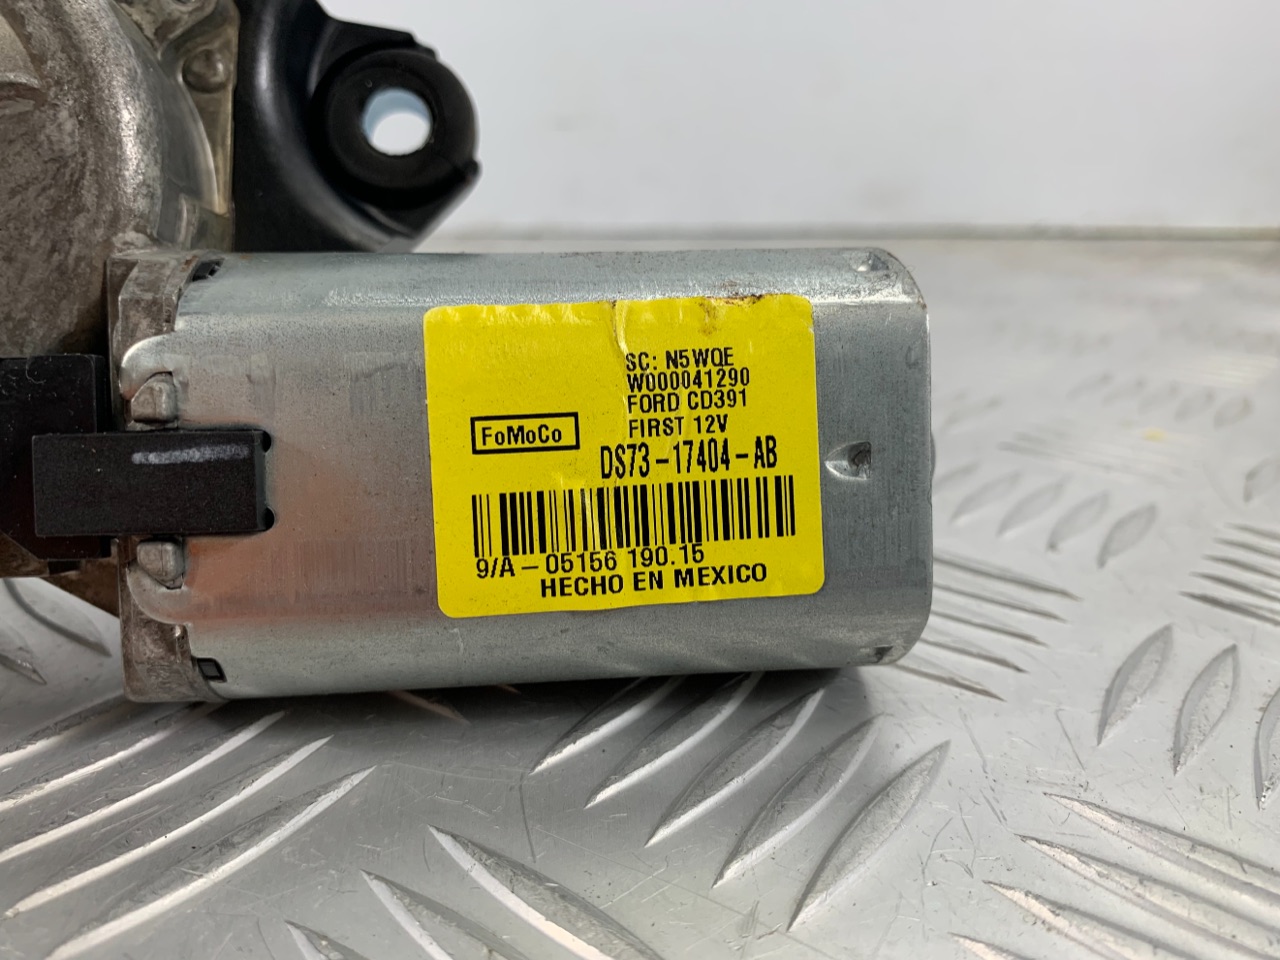 SC: N5WQE
W000041290
FORD CD391
FIRST 12V
FoMoCo
DS73-17404-AB
9/A-05156 190.15
HECHO EN MEXICO